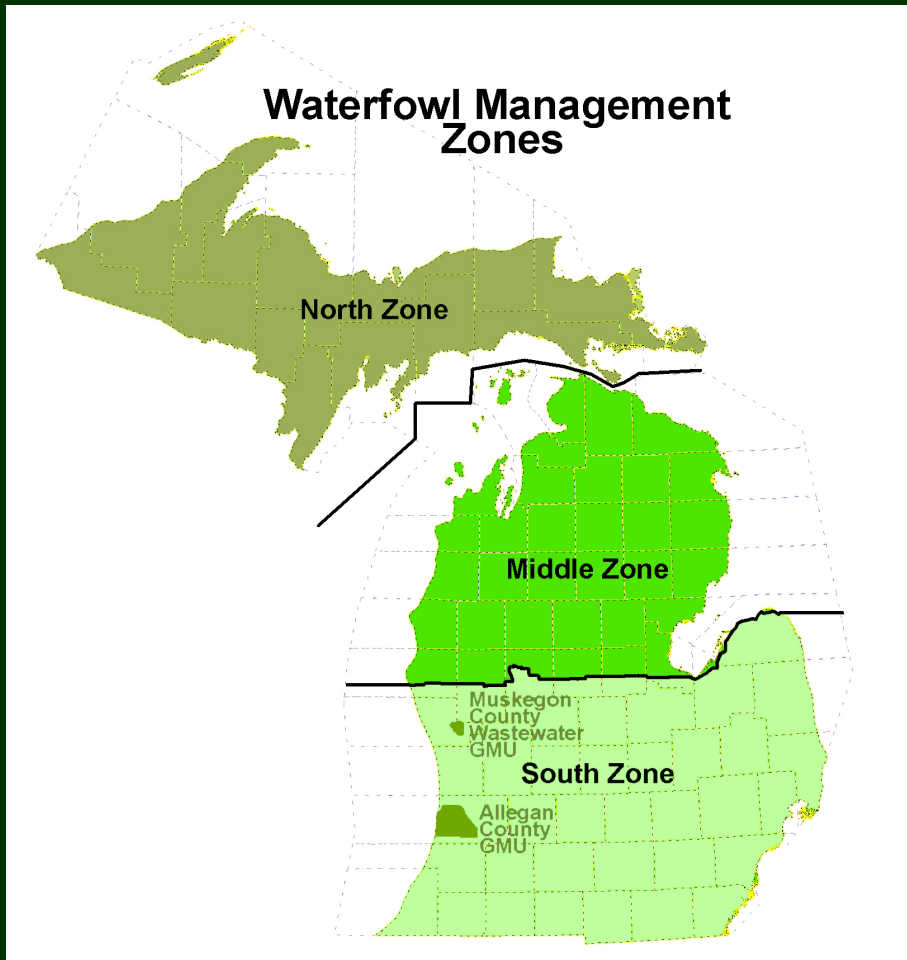 Waterfowl Management
Zones
North Zone
Middle Zone
Muskegon
County
Wastewater
GMU
South Zone
Allegan
County
GMU